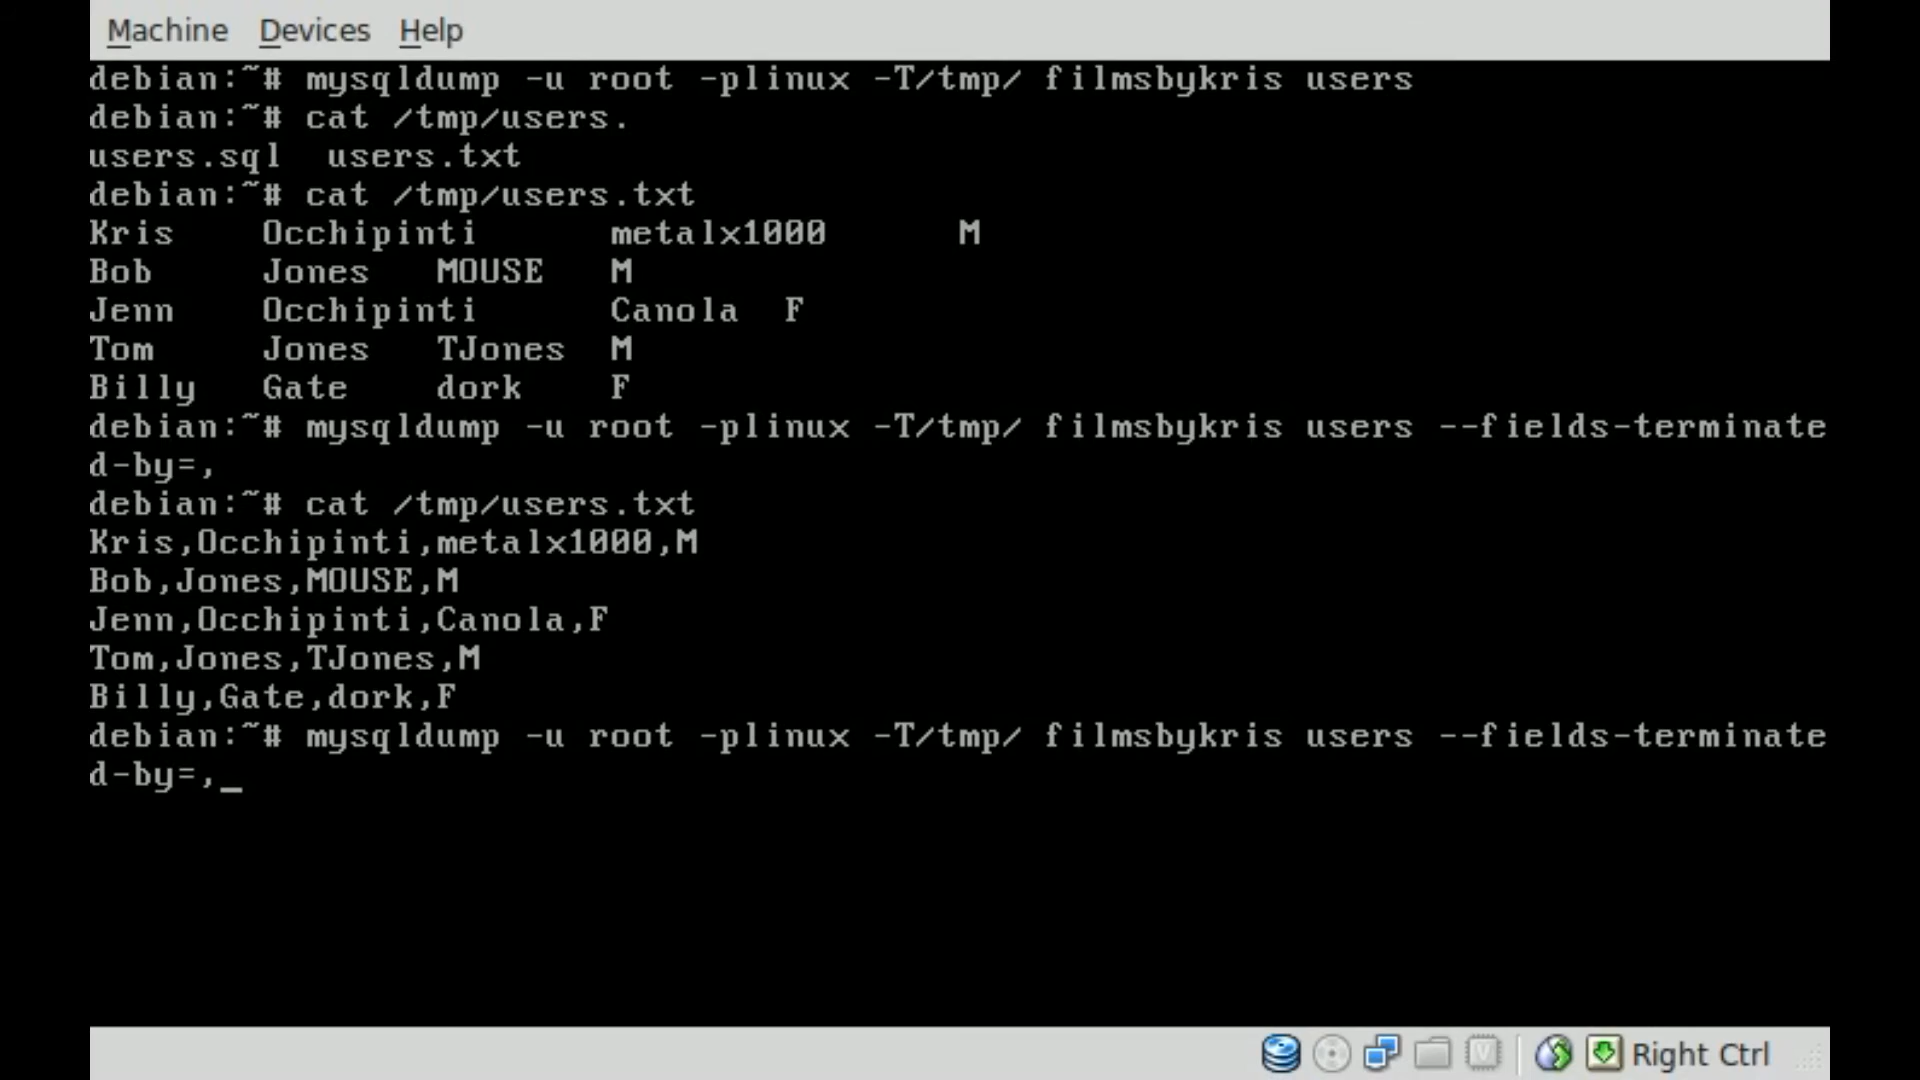 Machine Devices Help
debian:~# mysqldump -u root -plinux -T/tmp/ filmsbykris users
debian:~# cat /tmp/users.
users.sql users.txt
debian:~# cat /tmp/users.txt
Kris Occhipinti metalx1000 M
Bob Jones MOUSE M
Jenn Occhipinti Canola F
Tom Jones TJones M
Billy Gate dork F
debian:~# mysqldump -u root -plinux -T/tmp/ filmsbykris users --fields-terminate
d-by=,
debian:~# cat /tmp/users.txt
Kris,Occhipinti,metalx1000,M
Bob,Jones,MOUSE,M
Jenn,Occhipinti,Canola,F
Tom,Jones,TJones,M
Billy,Gate,dork,F
debian:~# mysqldump -u root -plinux -T/tmp/ filmsbykris users --fields-terminate
d-by=,_
Right Ctrl